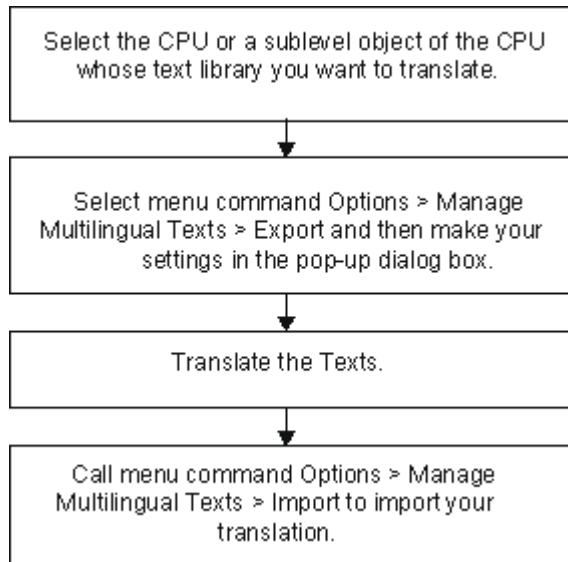 Select the CPU or a sublevel object of the CPU
whose text library you want to translate.
Select menu command Options > Manage
Multilingual Texts > Export and then make your
settings in the pop-up dialog box.
Translate the Texts.
Call menu command Options > Manage
Multilingual Texts > Import to import your
translation.